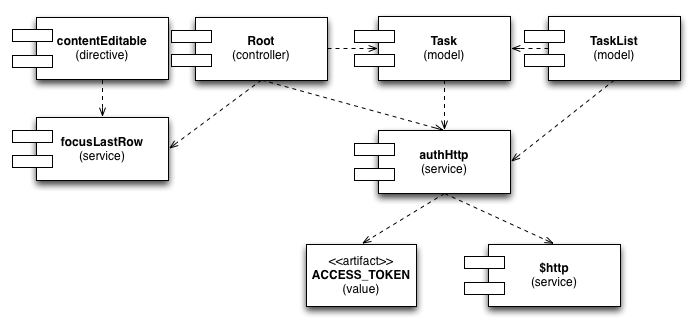 contentEditable
(directive)
Root
(controller)
Task
(model)
TaskList
(model)
focusLastRow
(service)
authHttp
(service)
<<artifact>>
ACCESS_TOKEN
(value)
$http
(service)